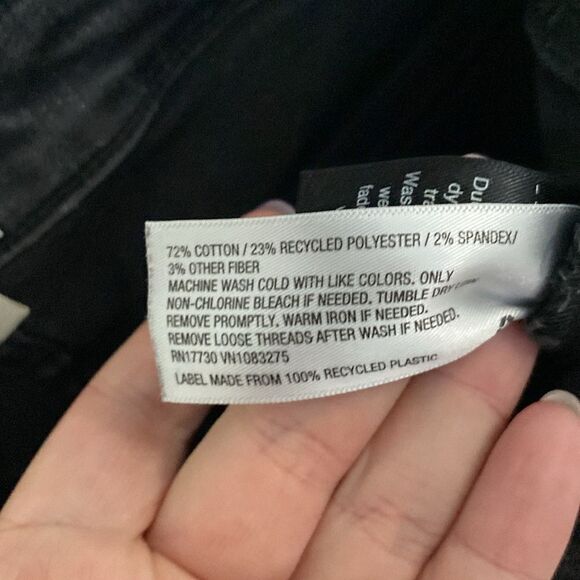 72% COTTON / 23% RECYCLED POLYESTER / 2% SPANDEX/
3% OTHER FIBER
MACHINE WASH COLD WITH LIKE COLORS. ONLY
NON-CHLORINE BLEACH IF NEEDED. TUMBLE DRY
REMOVE PROMPTLY. WARM IRON IF NEEDED.
REMOVE LOOSE THREADS AFTER WASH IF NEEDED.
RN17730 VN1083275
LABEL MADE FROM 100% RECYCLED PLASTIC